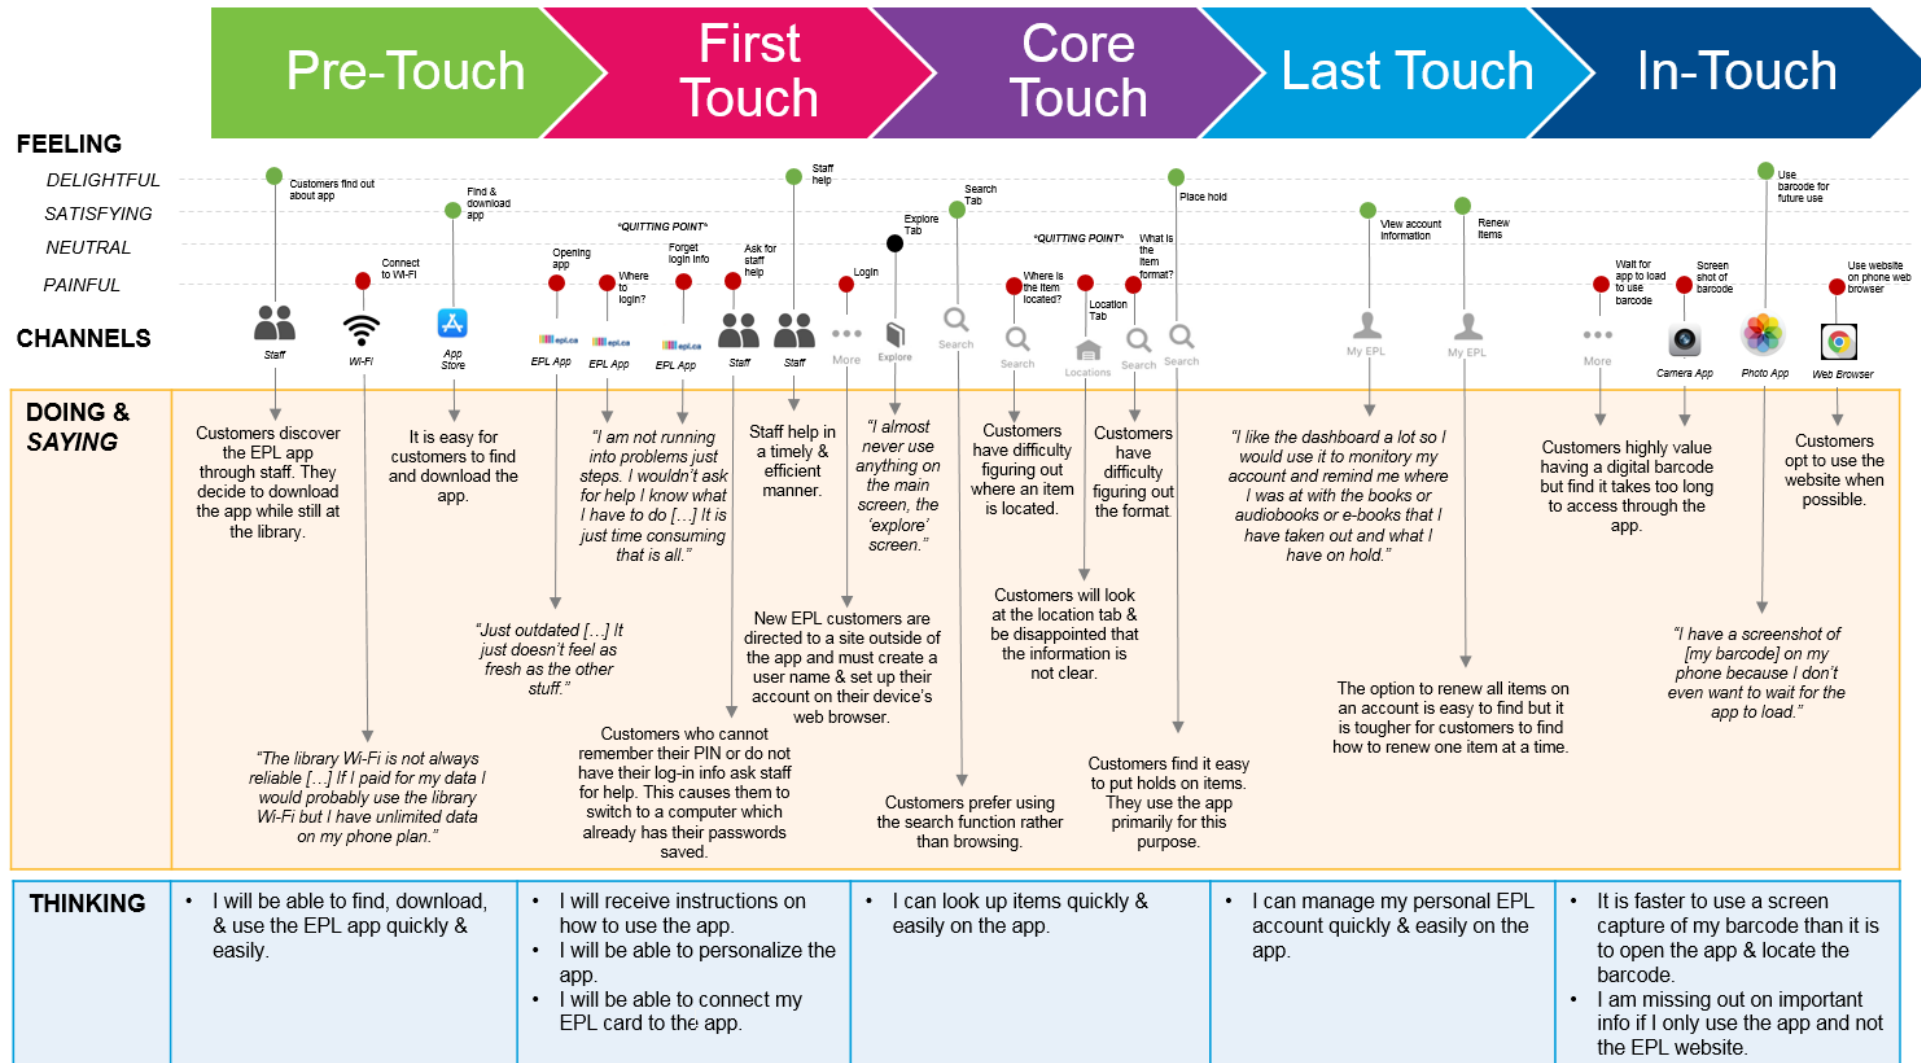 Pre-Touch
First
Touch
Core
Touch
Last Touch
In-Touch
FEELING
DELIGHTFUL
SATISFYING
NEUTRAL
PAINFUL
Customers find out
about app
Connect
to Wi-Fi
Find &
download
app
Opening
app
Where
to
login?
*QUITTING POINT*
Forget
login info
Ask for
staff
help
Staff
help
Login
Explore
Tab
Search
Tab
Where is
the item
located?
*QUITTING POINT*
Location
Tab
What is
the
item
format?
Place hold
View account
information
Renew
items
Wait for
app to load
to use
barcode
Screen
shot of
barcode
Use
barcode for
future use
Use website
on phone web
browser
CHANNELS
Staff
Wi-Fi
App
Store
epl.ca
EPL App
epl.ca
EPL App
epl.ca
EPL App
Staff
Staff
More
Explore
Search
Search
Locations
Search
Search
My EPL
My EPL
More
Camera App
Photo App
Web Browser
DOING &
SAYING
Customers discover
the EPL app
through staff. They
decide to download
the app while still at
the library.
"The library Wi-Fi is not always
reliable […] If I paid for my data I
would probably use the library
Wi-Fi but I have unlimited data
on my phone plan."
It is easy for
customers to find
and download the
app.
"Just outdated […] It
just doesn't feel as
fresh as the other
stuff."
"I am not running
into problems just
steps. I wouldn't ask
for help I know what
I have to do […] It is
just time consuming
that is all."
Customers who cannot
remember their PIN or do not
have their log-in info ask staff
for help. This causes them to
switch to a computer which
already has their passwords
saved.
Staff help in
a timely &
efficient
manner.
New EPL customers are
directed to a site outside of
the app and must create a
user name & set up their
account on their device's
web browser.
"I almost
never use
anything on
the main
screen, the
'explore'
screen."
Customers prefer using
the search function rather
than browsing.
Customers
have difficulty
figuring out
where an item
is located.
Customers will look
at the location tab &
be disappointed that
the information is
not clear.
Customers
have
difficulty
figuring out
the format.
Customers find it easy
to put holds on items.
They use the app
primarily for this
purpose.
"I like the dashboard a lot so I
would use it to monitory my
account and remind me where
I was at with the books or
audiobooks or e-books that I
have taken out and what I
have on hold."
The option to renew all items on
an account is easy to find but it
is tougher for customers to find
how to renew one item at a time.
Customers highly value
having a digital barcode
but find it takes too long
to access through the
app.
"I have a screenshot of
[my barcode] on my
phone because I don't
even want to wait for the
app to load."
Customers
opt to use the
website when
possible.
THINKING
• I will be able to find, download,
& use the EPL app quickly &
easily.
• I will receive instructions on
how to use the app.
• I will be able to personalize the
app.
• I will be able to connect my
EPL card to the app.
• I can look up items quickly &
easily on the app.
• I can manage my personal EPL
account quickly & easily on the
app.
• It is faster to use a screen
capture of my barcode than it is
to open the app & locate the
barcode.
• I am missing out on important
info if I only use the app and not
the EPL website.